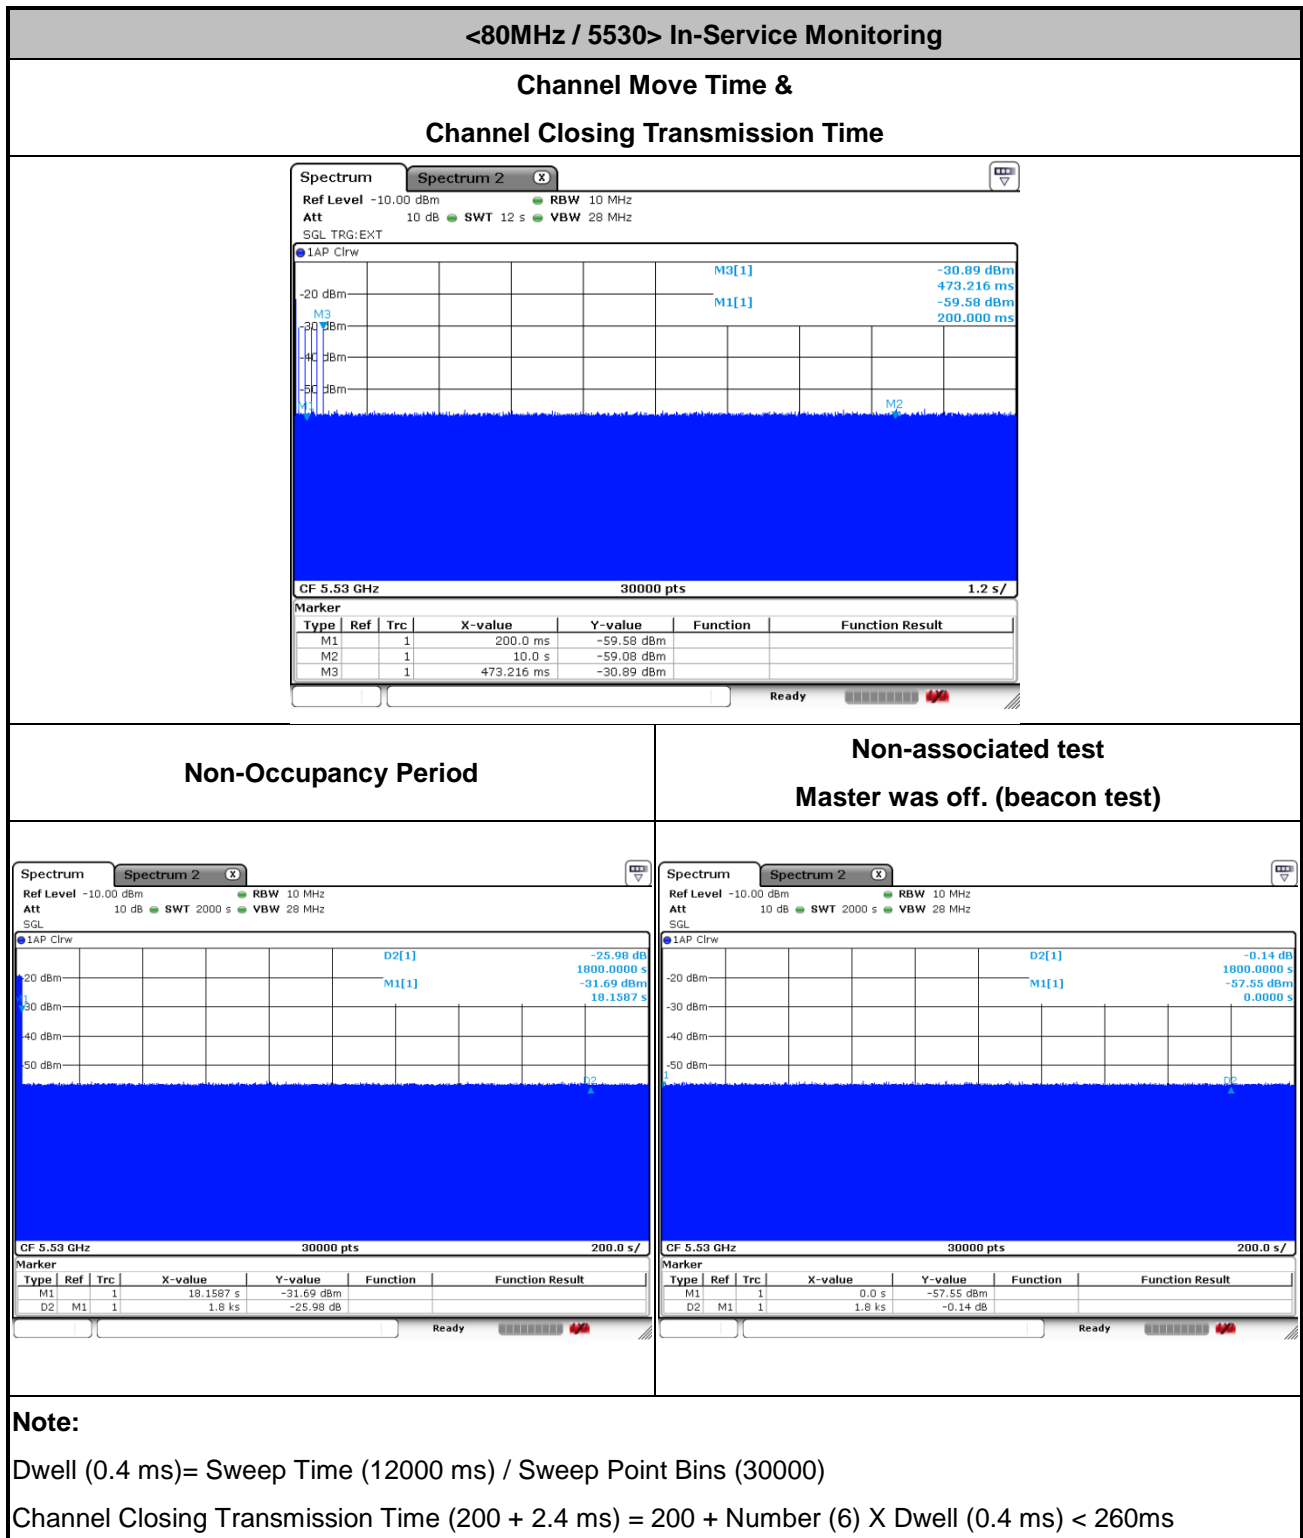 <80MHz / 5530> In-Service Monitoring
Channel Move Time &
Channel Closing Transmission Time
Spectrum Spectrum 2 X
Ref Level -10.00 dBm RBW 10 MHz
Att 10 dB SWT 12 s VBW 28 MHz
SGL TRG:EXT
1AP Clrw
M3[1] -30.89 dBm
473.216 ms
-20 dBm
M1[1] -59.58 dBm
200.000 ms
M3
-30 dBm
-40 dBm
-50 dBm
M1 M2
CF 5.53 GHz 30000 pts 1.2 s/
Marker
Type Ref Trc X-value Y-value Function Function Result
M1 1 200.0 ms -59.58 dBm
M2 1 10.0 s -59.08 dBm
M3 1 473.216 ms -30.89 dBm
Ready
Non-Occupancy Period
Non-associated test
Master was off. (beacon test)
Spectrum Spectrum 2 X
Ref Level -10.00 dBm RBW 10 MHz
Att 10 dB SWT 2000 s VBW 28 MHz
SGL
1AP Clrw
D2[1] -25.98 dB
1800.0000 s
-20 dBm
M1[1] -31.69 dBm
18.1587 s
-30 dBm
-40 dBm
-50 dBm
D2
CF 5.53 GHz 30000 pts 200.0 s/
Marker
Type Ref Trc X-value Y-value Function Function Result
M1 1 18.1587 s -31.69 dBm
D2 M1 1 1.8 ks -25.98 dB
Ready
Spectrum Spectrum 2 X
Ref Level -10.00 dBm RBW 10 MHz
Att 10 dB SWT 2000 s VBW 28 MHz
SGL
1AP Clrw
D2[1] -0.14 dB
1800.0000 s
-20 dBm
M1[1] -57.55 dBm
0.0000 s
-30 dBm
-40 dBm
-50 dBm
D2
CF 5.53 GHz 30000 pts 200.0 s/
Marker
Type Ref Trc X-value Y-value Function Function Result
M1 1 0.0 s -57.55 dBm
D2 M1 1 1.8 ks -0.14 dB
Ready
Note:
Dwell (0.4 ms)= Sweep Time (12000 ms) / Sweep Point Bins (30000)
Channel Closing Transmission Time (200 + 2.4 ms) = 200 + Number (6) X Dwell (0.4 ms) < 260ms